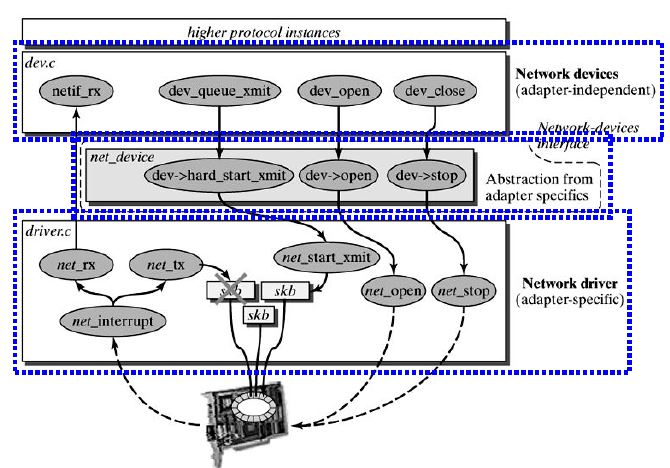 higher protocol instances
dev.c
netif_rx
dev_queue_xmit
dev_open
dev_close
Network devices
(adapter-independent)
Network-devices
interface
net_device
dev->hard_start_xmit
dev->open
dev->stop
Abstraction from
adapter specifics
driver.c
net_rx
net_tx
net_start_xmit
skb
skb
net_open
net_stop
Network driver
(adapter-specific)
net_interrupt